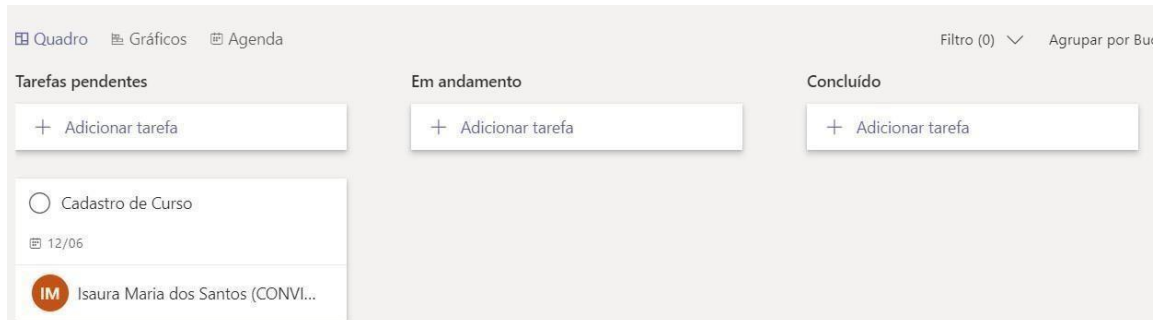 Quadro Gráficos Agenda Filtro (0) Agrupar por Buc
Tarefas pendentes Em andamento Concluído
+ Adicionar tarefa + Adicionar tarefa + Adicionar tarefa
Cadastro de Curso
12/06
IM Isaura Maria dos Santos (CONVI...